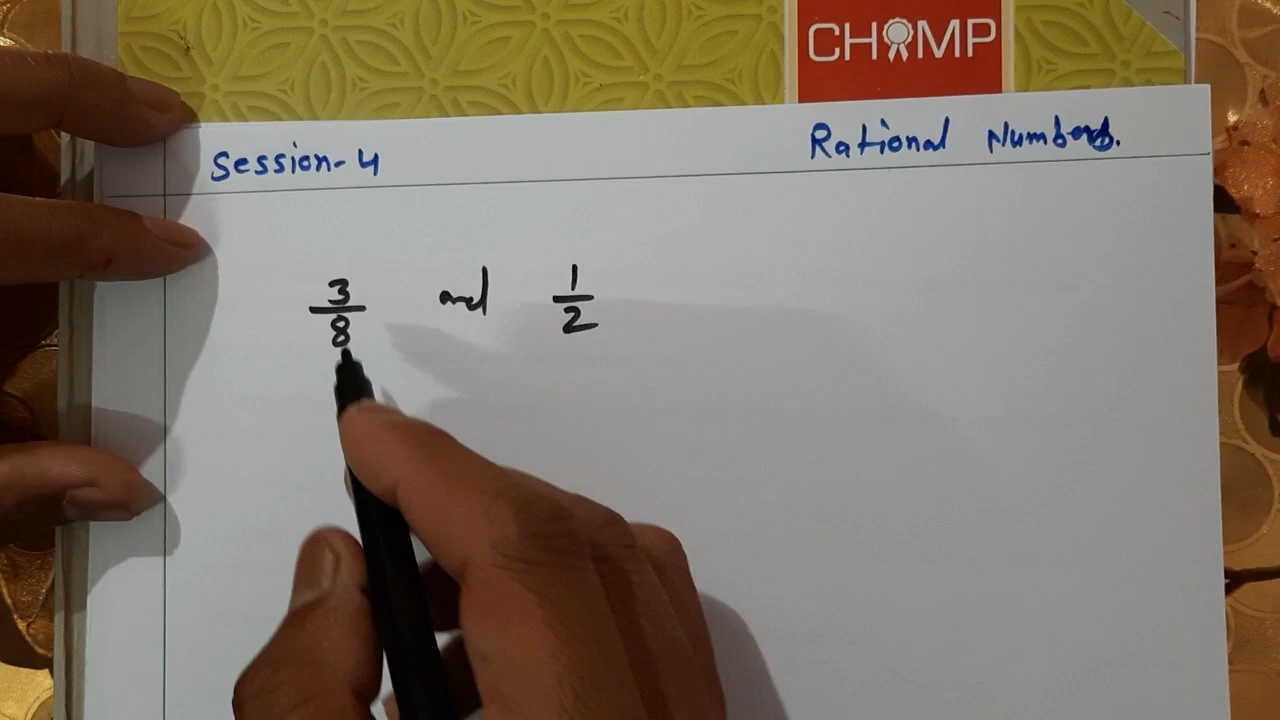 CHAMP
Session-4 Rational Numbers.
3/8 and 1/2